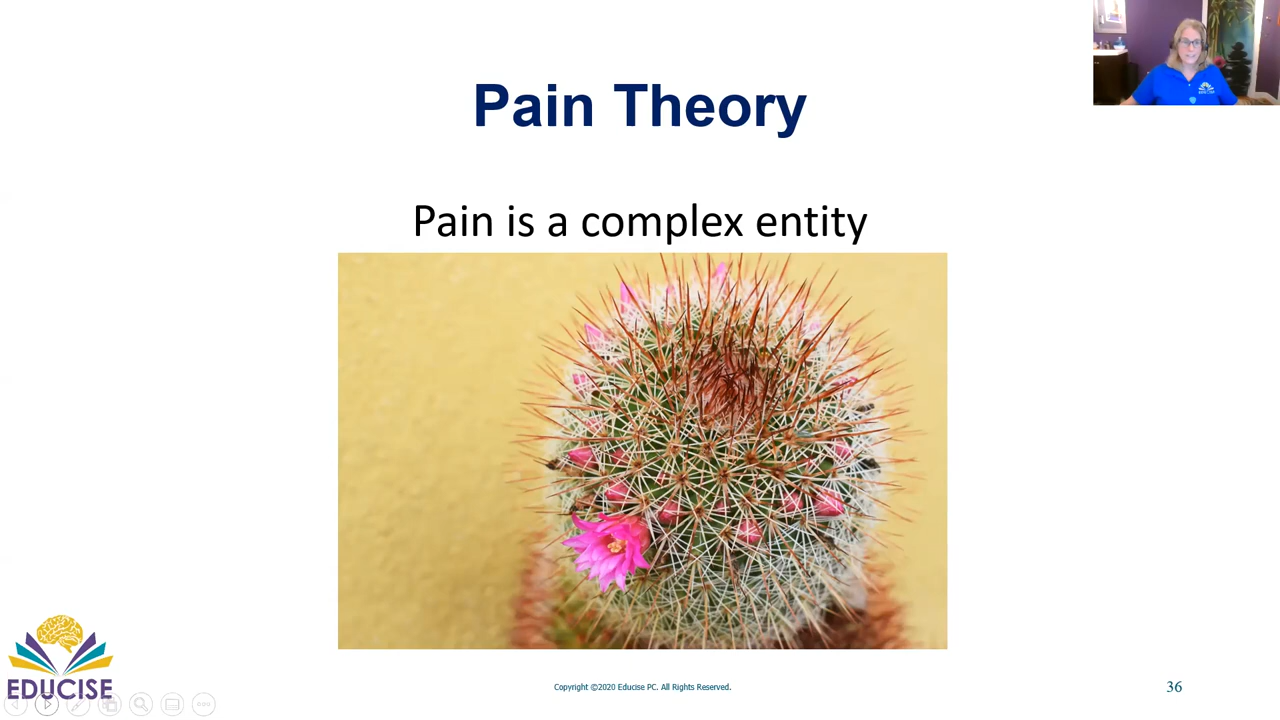 Pain Theory
Pain is a complex entity
EDUCISE
Copyright ©2020 Educise PC. All Rights Reserved.
36